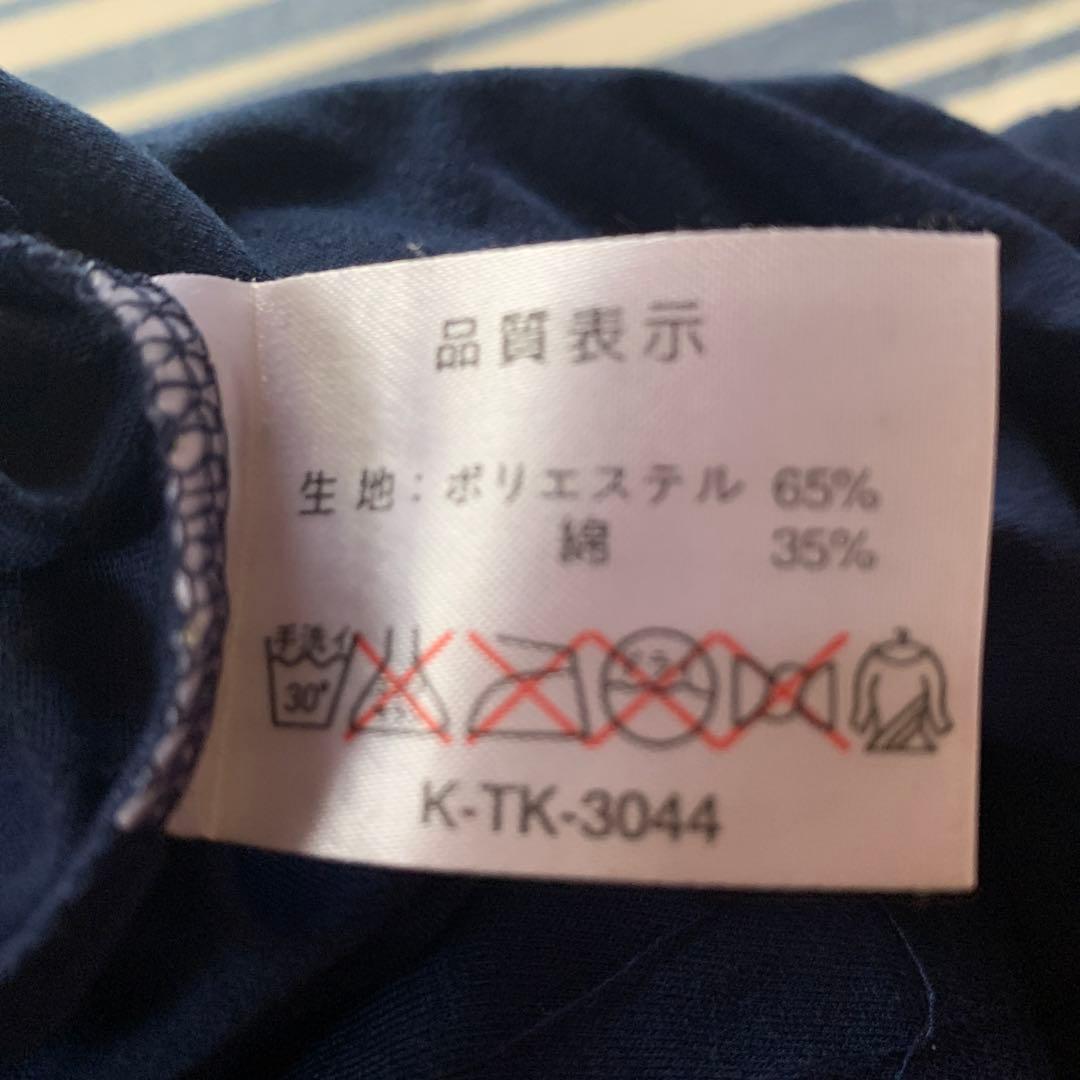 品質表示
生地：ポリエステル 65%
綿 35%
手洗イ
30°
K-TK-3044